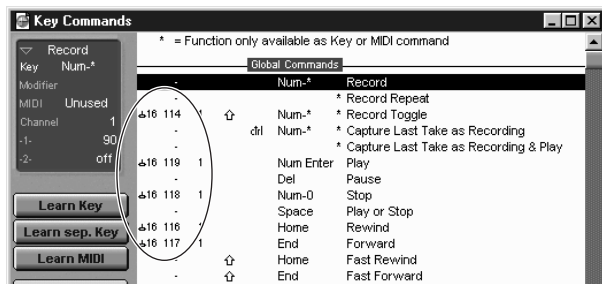 Key Commands
Record
Key Num-*
Modifier
MIDI Unused
Channel 1
-1- 90
-2- off
Learn Key
Learn sep. Key
Learn MIDI
* = Function only available as Key or MIDI command
Global Commands
- Num-* Record
- * Record Repeat
16 114 1 Num-* * Record Toggle
- ctrl Num-* * Capture Last Take as Recording
- * Capture Last Take as Recording & Play
16 119 1 Num Enter Play
- Del Pause
16 118 1 Num-0 Stop
- Space Play or Stop
16 116 1 Home Rewind
16 117 1 End Forward
- Home Fast Rewind
- End Fast Forward